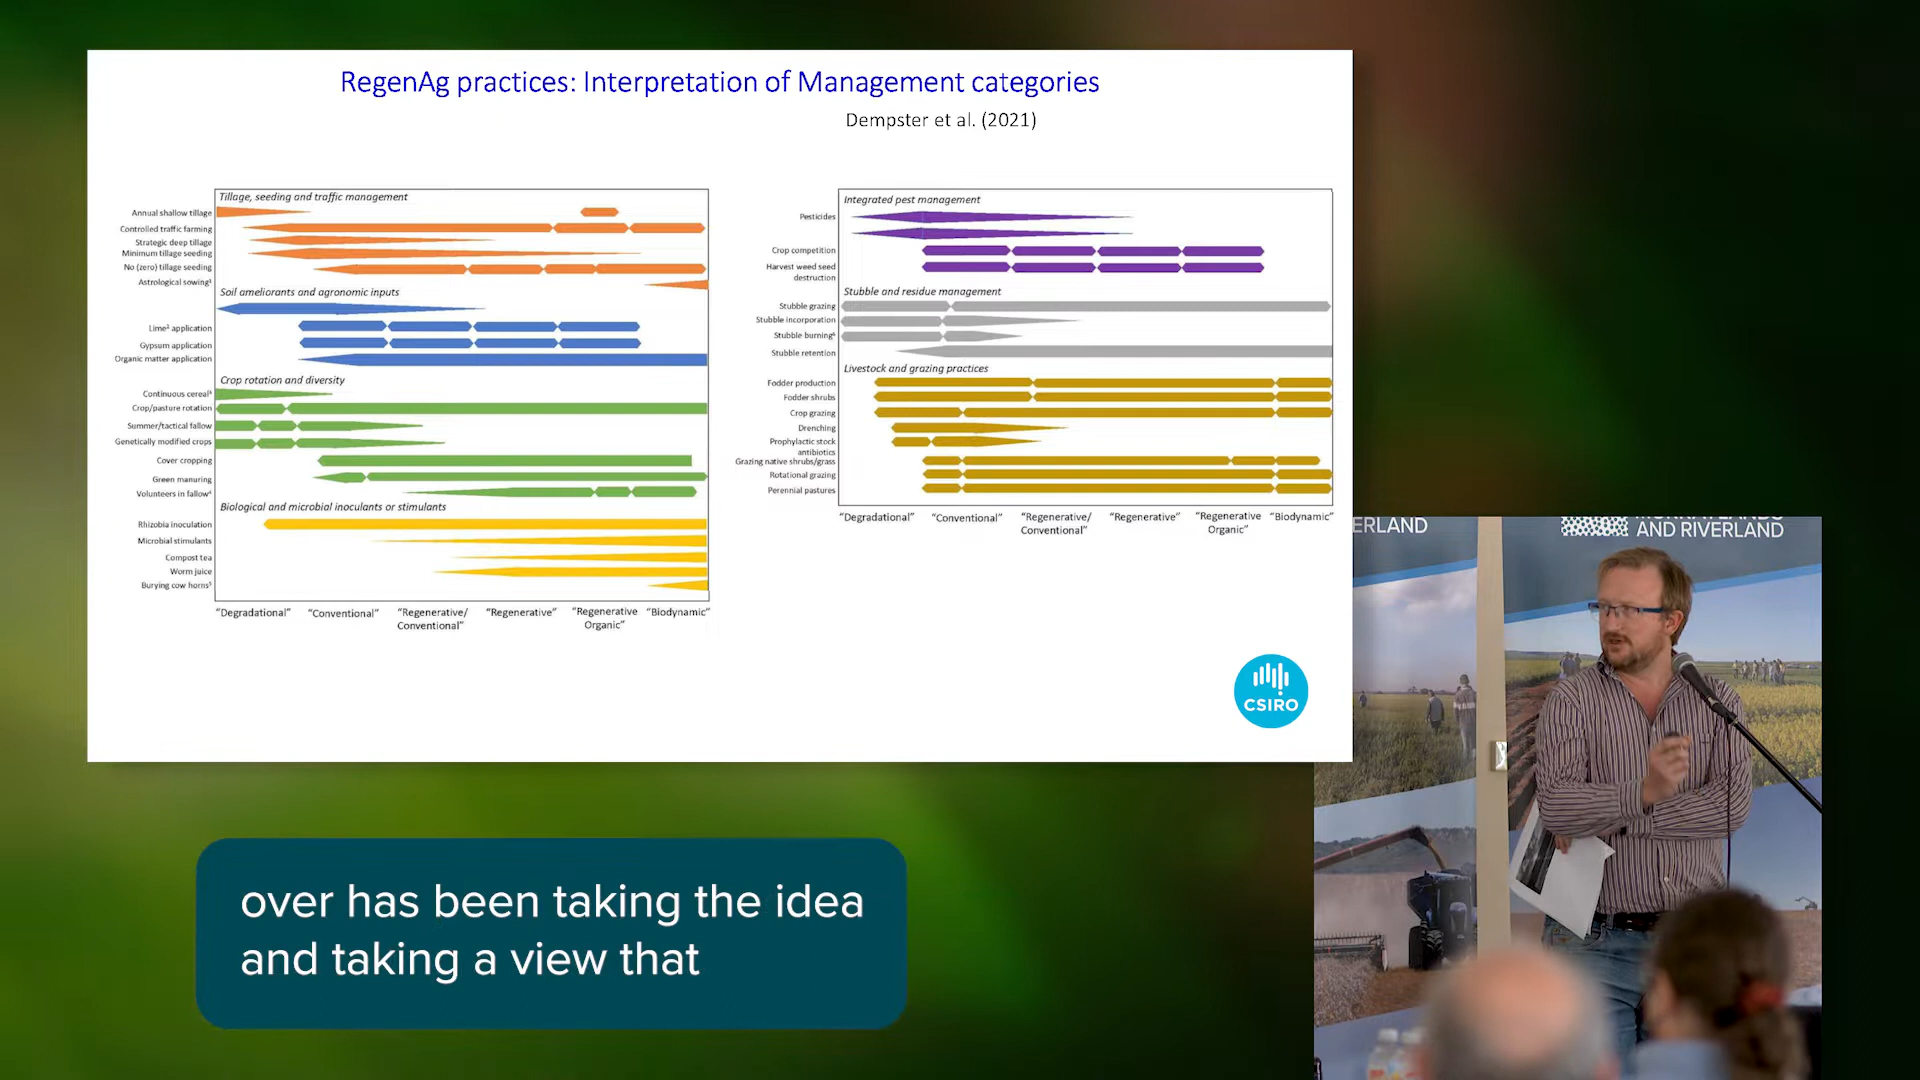 RegenAg practices: Interpretation of Management categories
Dempster et al. (2021)
Tillage, seeding and traffic management
Annual shallow tillage
Controlled traffic farming
Strategic deep tillage
Minimum tillage seeding
No (zero) tillage seeding
Astrological sowing¹
Soil ameliorants and agronomic inputs
Lime² application
Gypsum application
Organic matter application
Crop rotation and diversity
Continuous cereal³
Crop/pasture rotation
Summer/tactical fallow
Genetically modified crops
Cover cropping
Green manuring
Volunteers in fallow⁴
Biological and microbial inoculants or stimulants
Rhizobia inoculation
Microbial stimulants
Compost tea
Worm juice
Burying cow horns⁵
"Degradational" "Conventional" "Regenerative/ "Regenerative" "Regenerative "Biodynamic"
Conventional" Organic"
Integrated pest management
Pesticides
Crop competition
Harvest weed seed
destruction
Stubble and residue management
Stubble grazing
Stubble incorporation
Stubble burning⁶
Stubble retention
Livestock and grazing practices
Fodder production
Fodder shrubs
Crop grazing
Drenching
Prophylactic stock
antibiotics
Grazing native shrubs/grass
Rotational grazing
Perennial pastures
"Degradational" "Conventional" "Regenerative/ "Regenerative" "Regenerative "Biodynamic"
Conventional" Organic"
CSIRO
ERLAND
MURRAYLANDS
AND RIVERLAND
over has been taking the idea
and taking a view that